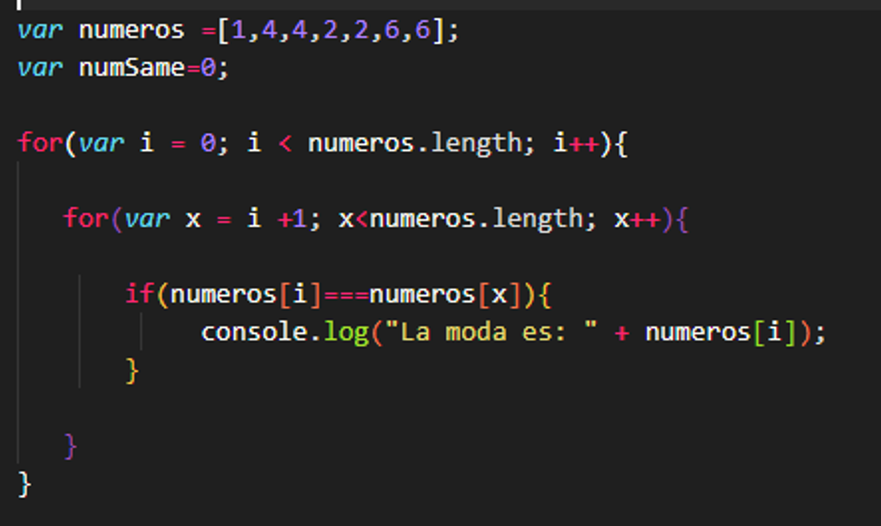 var numeros =[1,4,4,2,2,6,6];
var numSame=0;
for(var i = 0; i < numeros.length; i++){
for(var x = i +1; x<numeros.length; x++){
if(numeros[i]===numeros[x]){
console.log("La moda es: " + numeros[i]);
}
}
}